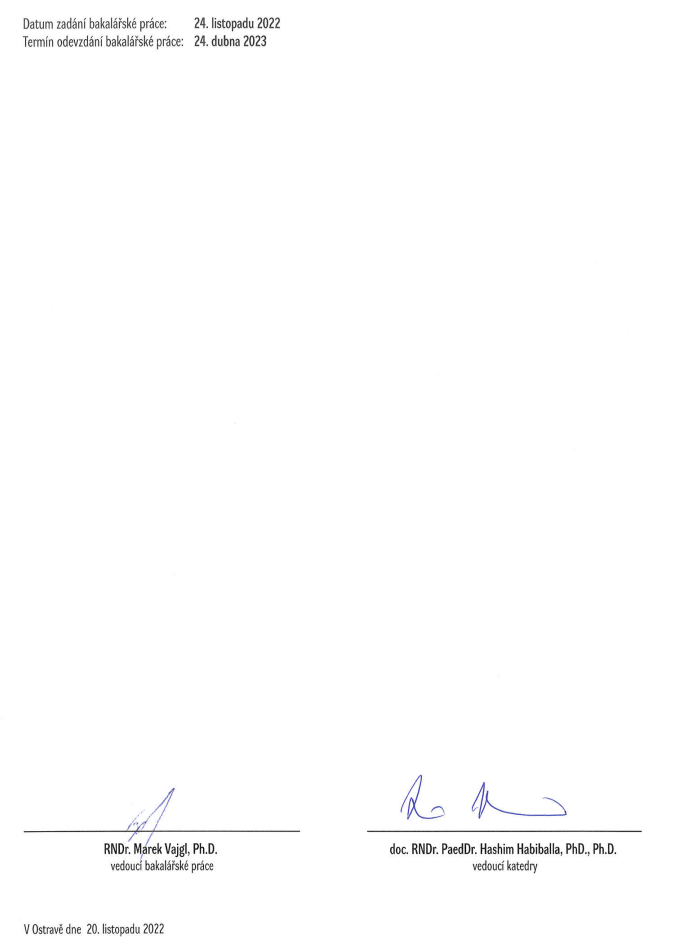 Datum zadání bakalářské práce: 24. listopadu 2022
Termín odevzdání bakalářské práce: 24. dubna 2023
RNDr. Marek Vajgl, Ph.D.
vedoucí bakalářské práce
doc. RNDr. PaedDr. Hashim Habiballa, PhD., Ph.D.
vedoucí katedry
V Ostravě dne 20. listopadu 2022